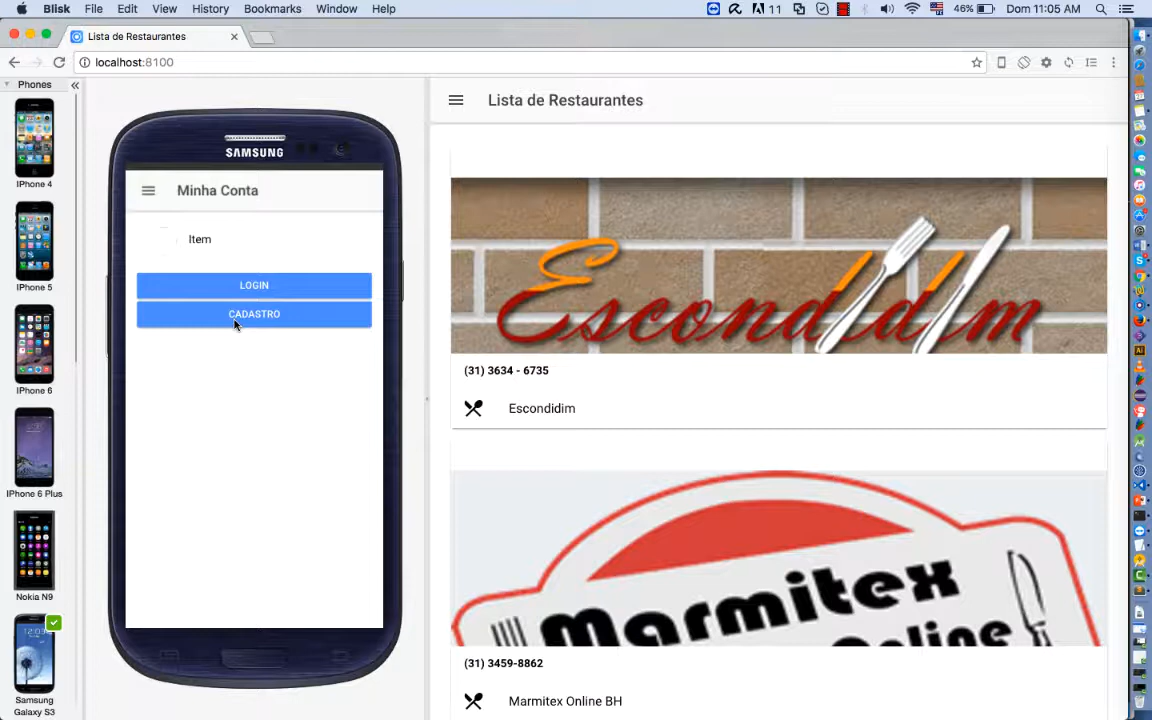 Blisk File Edit View History Bookmarks Window Help
11 46% Dom 11:05 AM
Lista de Restaurantes
localhost:8100
Phones
IPhone 4
IPhone 5
IPhone 6
IPhone 6 Plus
Nokia N9
Samsung
Galaxy S3
SAMSUNG
Minha Conta
Item
LOGIN
CADASTRO
Lista de Restaurantes
Escondidim
(31) 3634 - 6735
Escondidim
Marmitex
Online
(31) 3459-8862
Marmitex Online BH